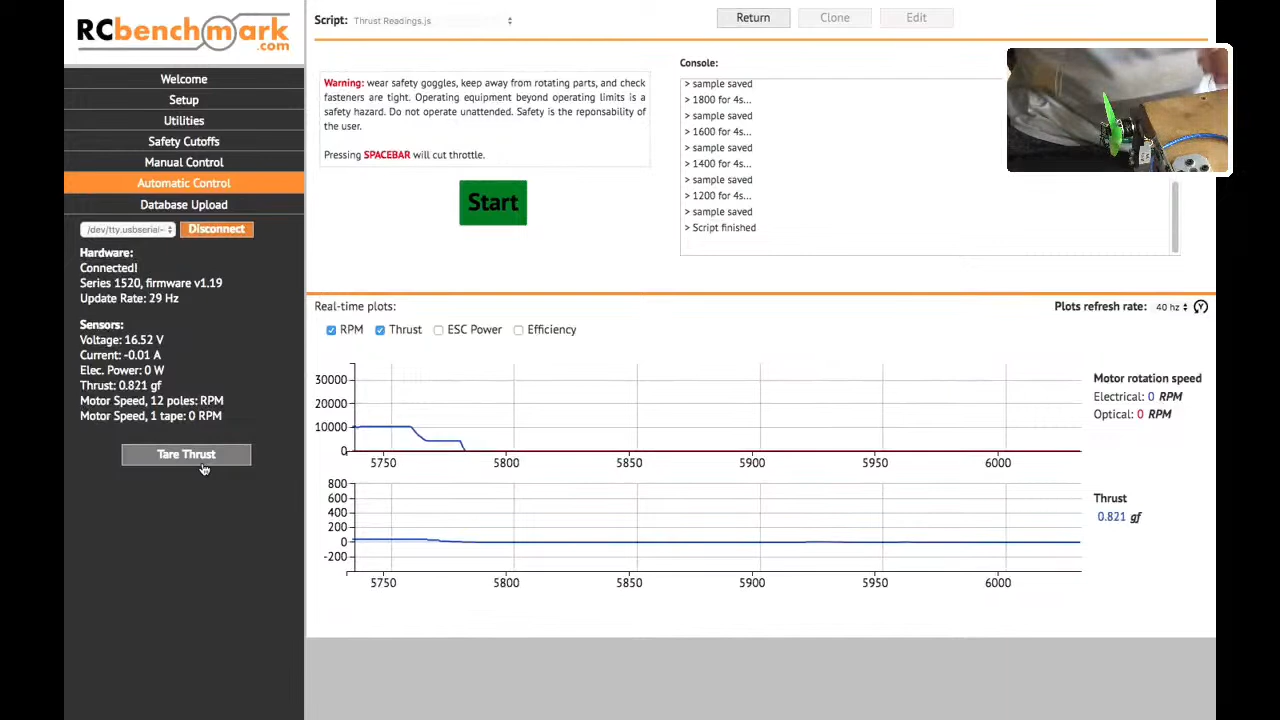 RCbenchmark
.com
Welcome
Setup
Utilities
Safety Cutoffs
Manual Control
Automatic Control
Database Upload
/dev/tty.usbserial- Disconnect
Hardware:
Connected!
Series 1520, firmware v1.19
Update Rate: 29 Hz
Sensors:
Voltage: 16.52 V
Current: -0.01 A
Elec. Power: 0 W
Thrust: 0.821 gf
Motor Speed, 12 poles: RPM
Motor Speed, 1 tape: 0 RPM
Tare Thrust
Script: Thrust Readings.js
Return Clone Edit
Warning: wear safety goggles, keep away from rotating parts, and check
fasteners are tight. Operating equipment beyond operating limits is a
safety hazard. Do not operate unattended. Safety is the reponsability of
the user.
Pressing SPACEBAR will cut throttle.
Start
Console:
> sample saved
> 1800 for 4s...
> sample saved
> 1600 for 4s...
> sample saved
> 1400 for 4s...
> sample saved
> 1200 for 4s...
> sample saved
> Script finished
Real-time plots:
Plots refresh rate: 40 hz
RPM Thrust ESC Power Efficiency
30000
20000
10000
0
5750 5800 5850 5900 5950 6000
Motor rotation speed
Electrical: 0 RPM
Optical: 0 RPM
800
600
400
200
0
-200
5750 5800 5850 5900 5950 6000
Thrust
0.821 gf